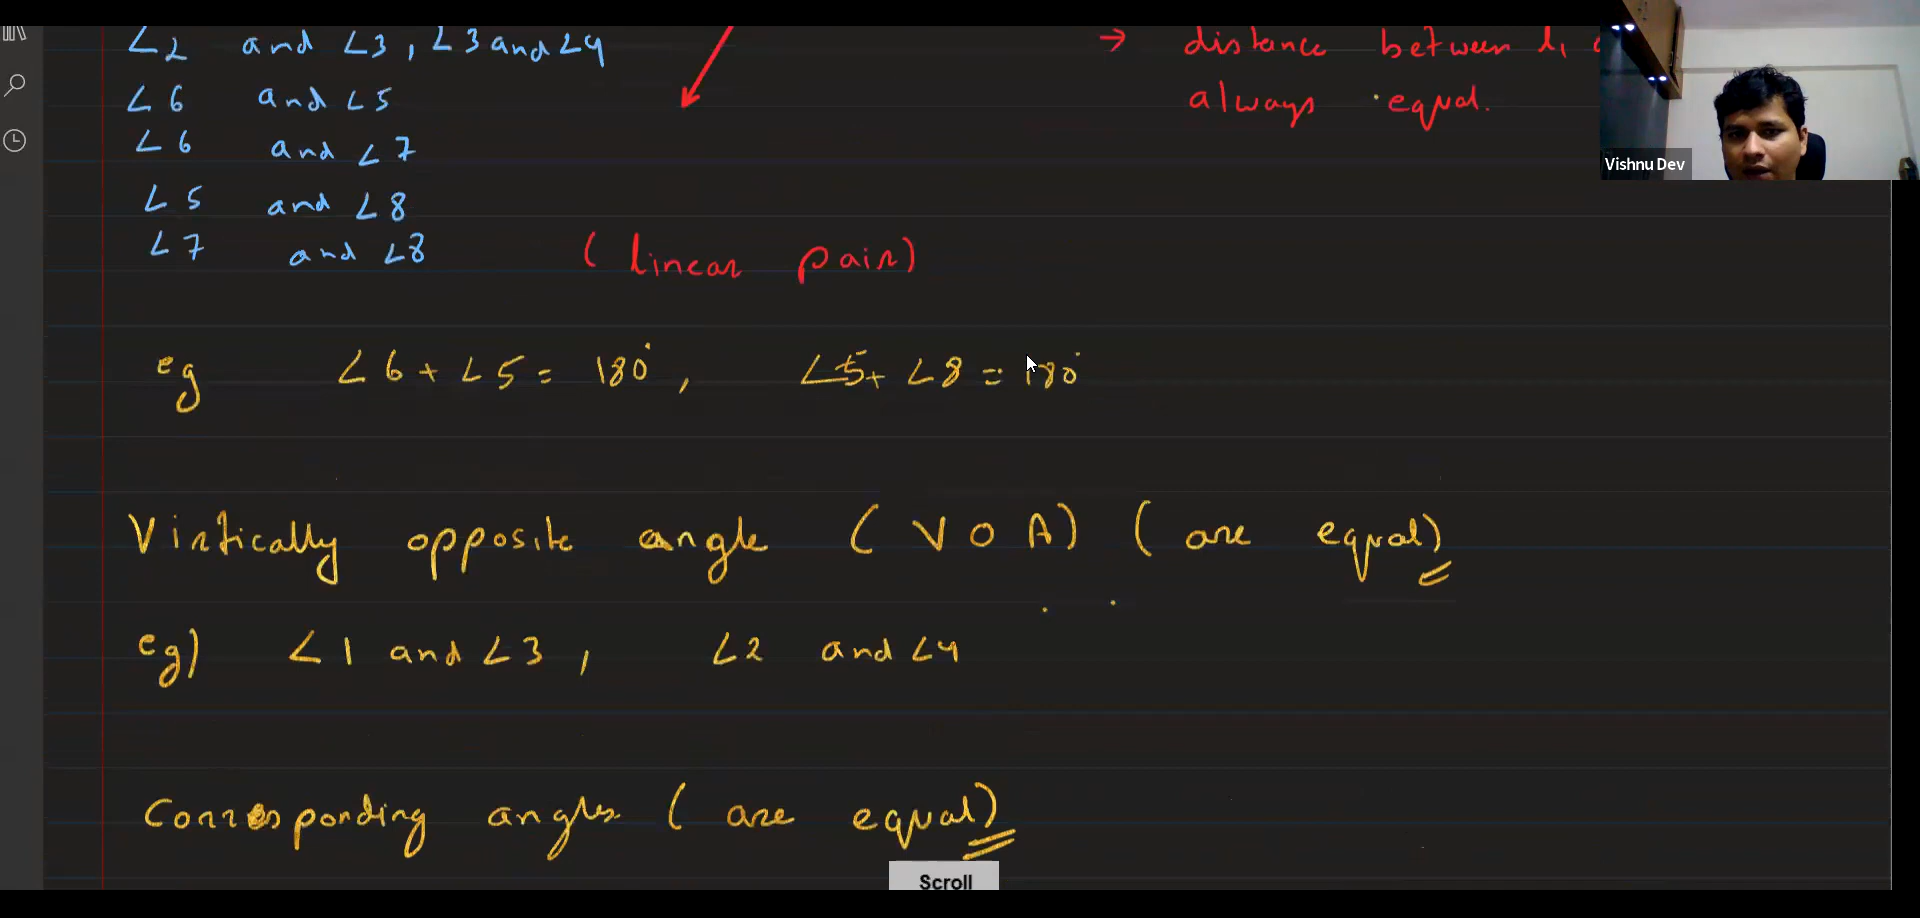 ∠2 and ∠3, ∠3 and ∠4
∠6 and ∠5
∠6 and ∠7
∠5 and ∠8
∠7 and ∠8
(linear pair)
→ distance between l₁
always equal.
Vishnu Dev
eg ∠6 + ∠5 = 180°, ∠5 + ∠8 = 180°
Virtically opposite angle (VOA) (are equal)
eg) ∠1 and ∠3, ∠2 and ∠4
Corresponding angles (are equal)
Scroll